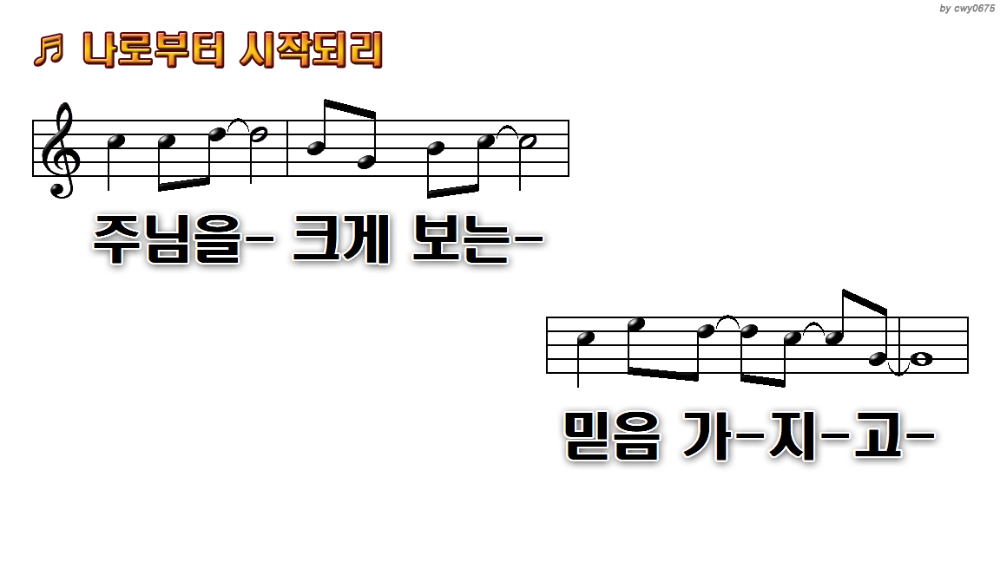 by cwy0675
♬ 나로부터 시작되리
주님을- 크게 보는-
믿음 가-지-고-